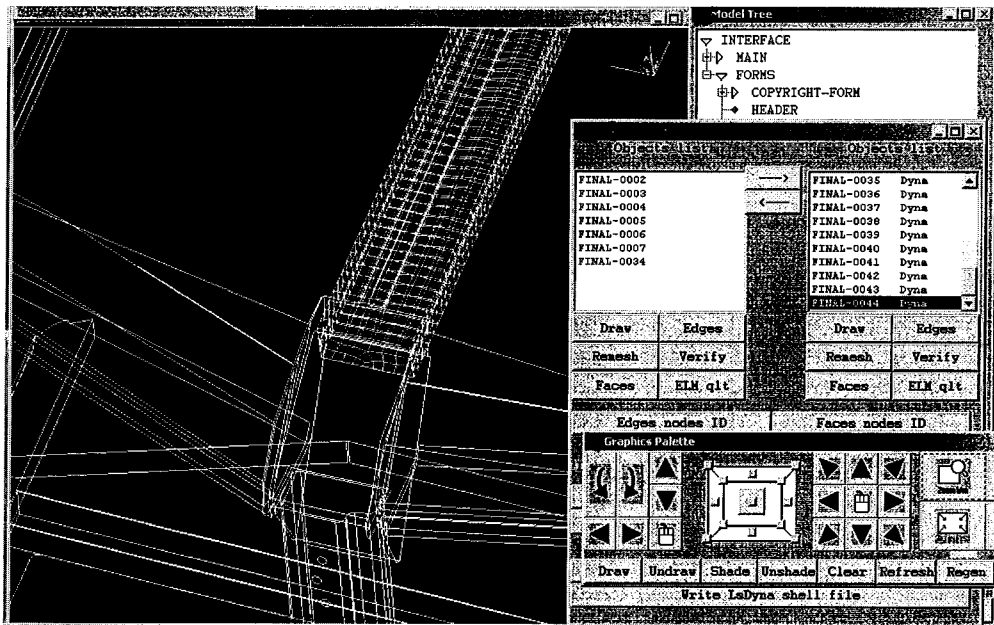 Model Tree
INTERFACE
MAIN
FORMS
COPYRIGHT-FORM
HEADER
Objects list
Objects list
FINAL-0002
FINAL-0003
FINAL-0004
FINAL-0005
FINAL-0006
FINAL-0007
FINAL-0034
FINAL-0035 Dyna
FINAL-0036 Dyna
FINAL-0037 Dyna
FINAL-0038 Dyna
FINAL-0039 Dyna
FINAL-0040 Dyna
FINAL-0041 Dyna
FINAL-0042 Dyna
FINAL-0043 Dyna
FINAL-0044 Dyna
Draw Edges
Remesh Verify
Faces ELM qlt
Draw Edges
Remesh Verify
Faces ELM qlt
Edges nodes ID Faces nodes ID
Graphics Palette
Draw Undraw Shade Unshade Clear Refresh Regen
Write LsDyna shell file